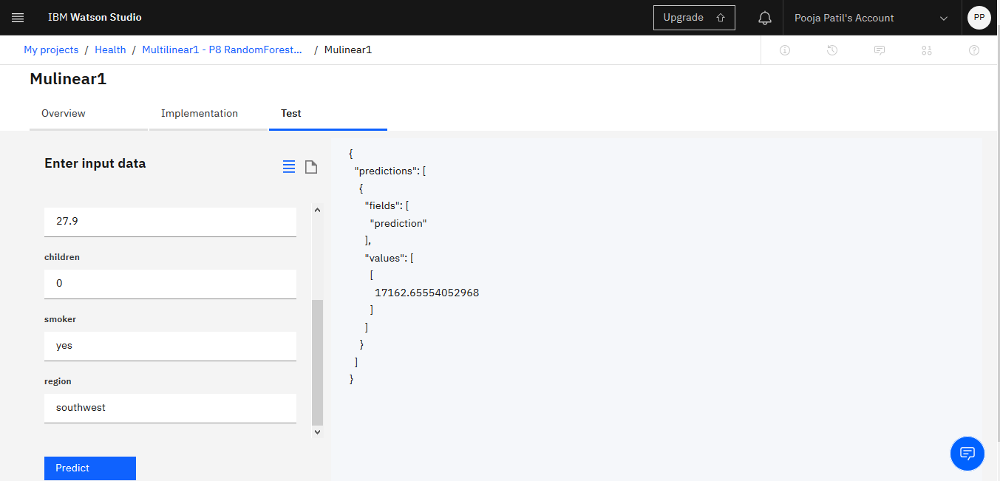 IBM Watson Studio
Upgrade
Pooja Patil's Account
PP
My projects / Health / Multilinear1 - P8 RandomForest... / Mulinear1
Mulinear1
Overview
Implementation
Test
Enter input data
27.9
children
0
smoker
yes
region
southwest
Predict
{
"predictions": [
{
"fields": [
"prediction"
],
"values": [
[
17162.65554052968
]
]
}
]
}